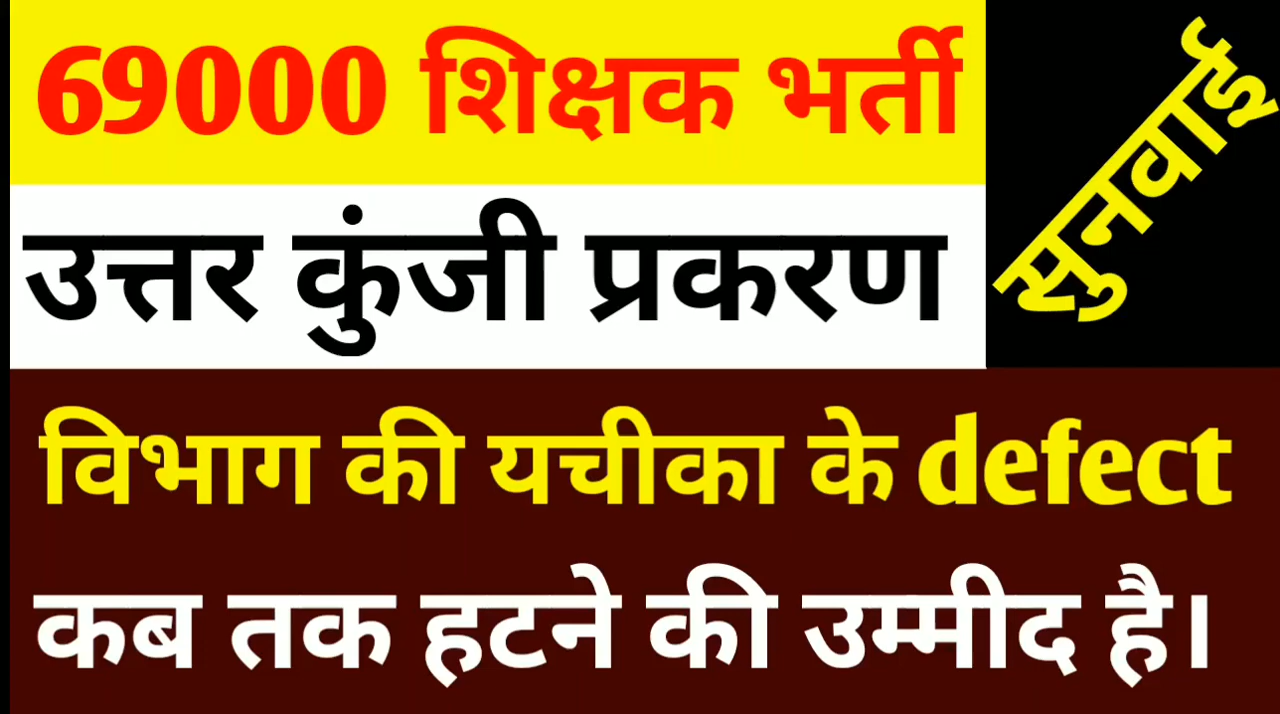 69000 शिक्षक भर्ती
सुनवाई
उत्तर कुंजी प्रकरण
विभाग की यचीका के defect
कब तक हटने की उम्मीद है।